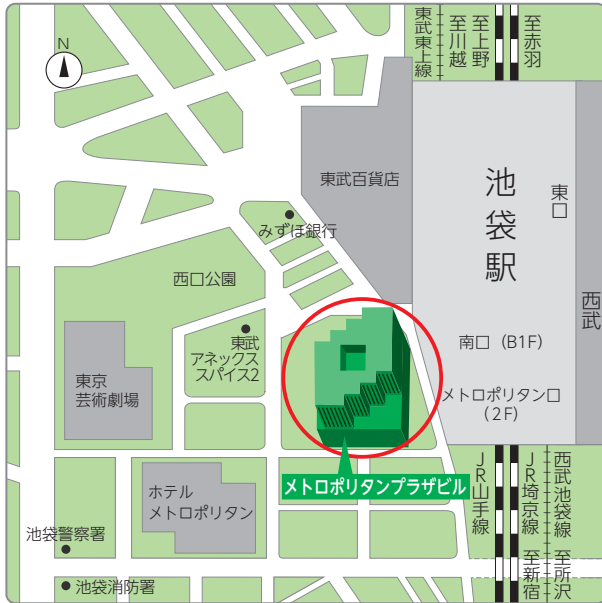 N
東武東上線
至川越
至上野
至赤羽
東武百貨店
池袋駅
東口
西武
みずほ銀行
西口公園
東武
アネックス
スパイス2
東京
芸術劇場
南口（B1F）
メトロポリタン口
（2F）
メトロポリタンプラザビル
ホテル
メトロポリタン
池袋警察署
池袋消防署
JR山手線
JR埼京線
至新宿
西武池袋線
至所沢